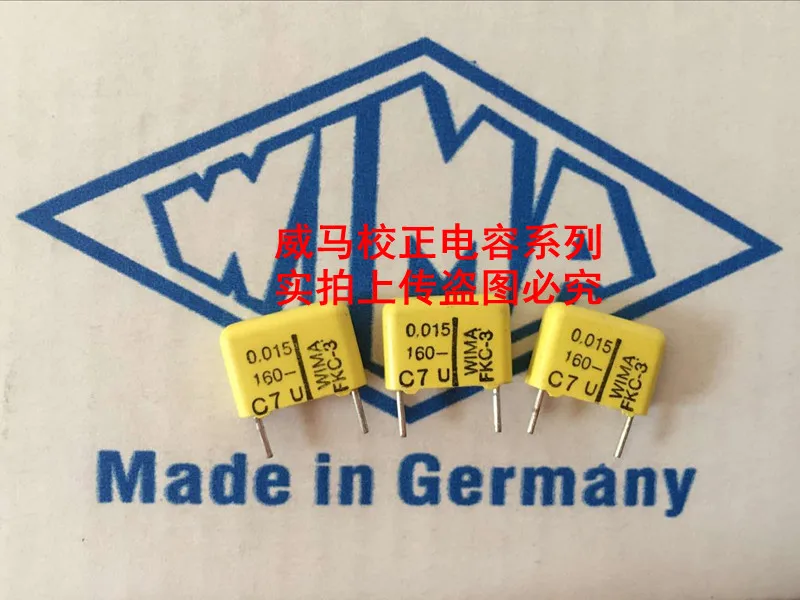 WIMA
威马校正电容系列
实拍上传盗图必究
0.015
160–
C7 U
WIMA
FKC-3
0.015
160–
C7 U
WIMA
FKC-3
0.015
160–
C7 U
WIMA
FKC-3
Made in Germany